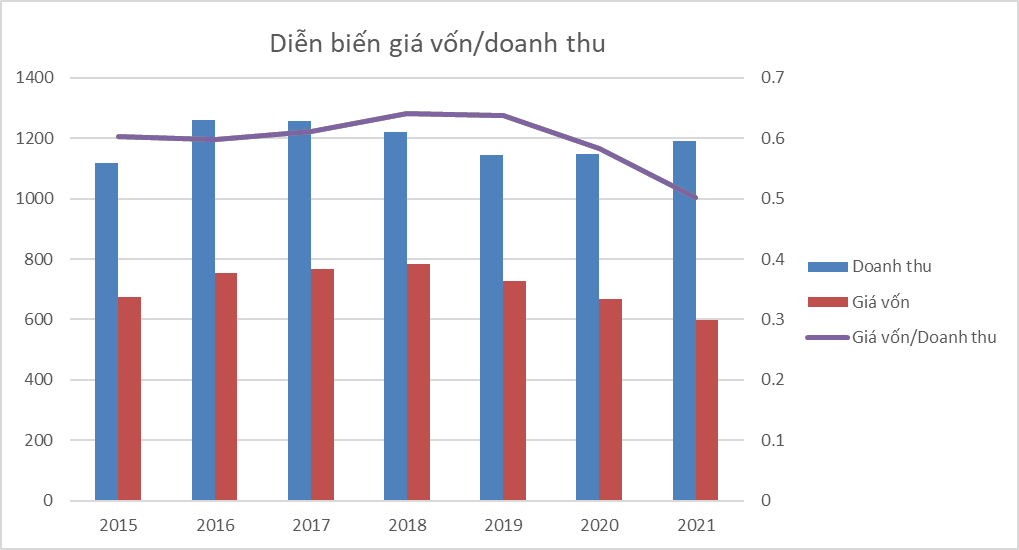 Diễn biến giá vốn/doanh thu
1400 0.7
1200 0.6
1000 0.5
800 0.4
600 0.3
400 0.2
200 0.1
0 0
2015 2016 2017 2018 2019 2020 2021
Doanh thu
Giá vốn
Giá vốn/Doanh thu